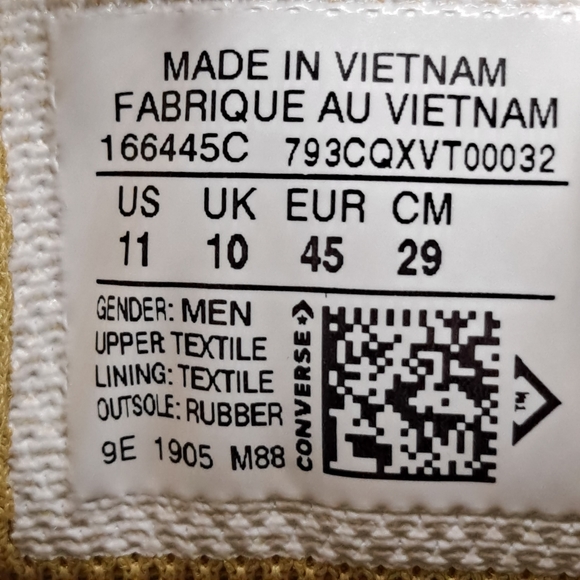 MADE IN VIETNAM
FABRIQUE AU VIETNAM
166445C 793CQXVT00032
US UK EUR CM
11 10 45 29
GENDER: MEN
UPPER TEXTILE
LINING: TEXTILE
OUTSOLE: RUBBER
9E 1905 M88
CONVERSE
TM